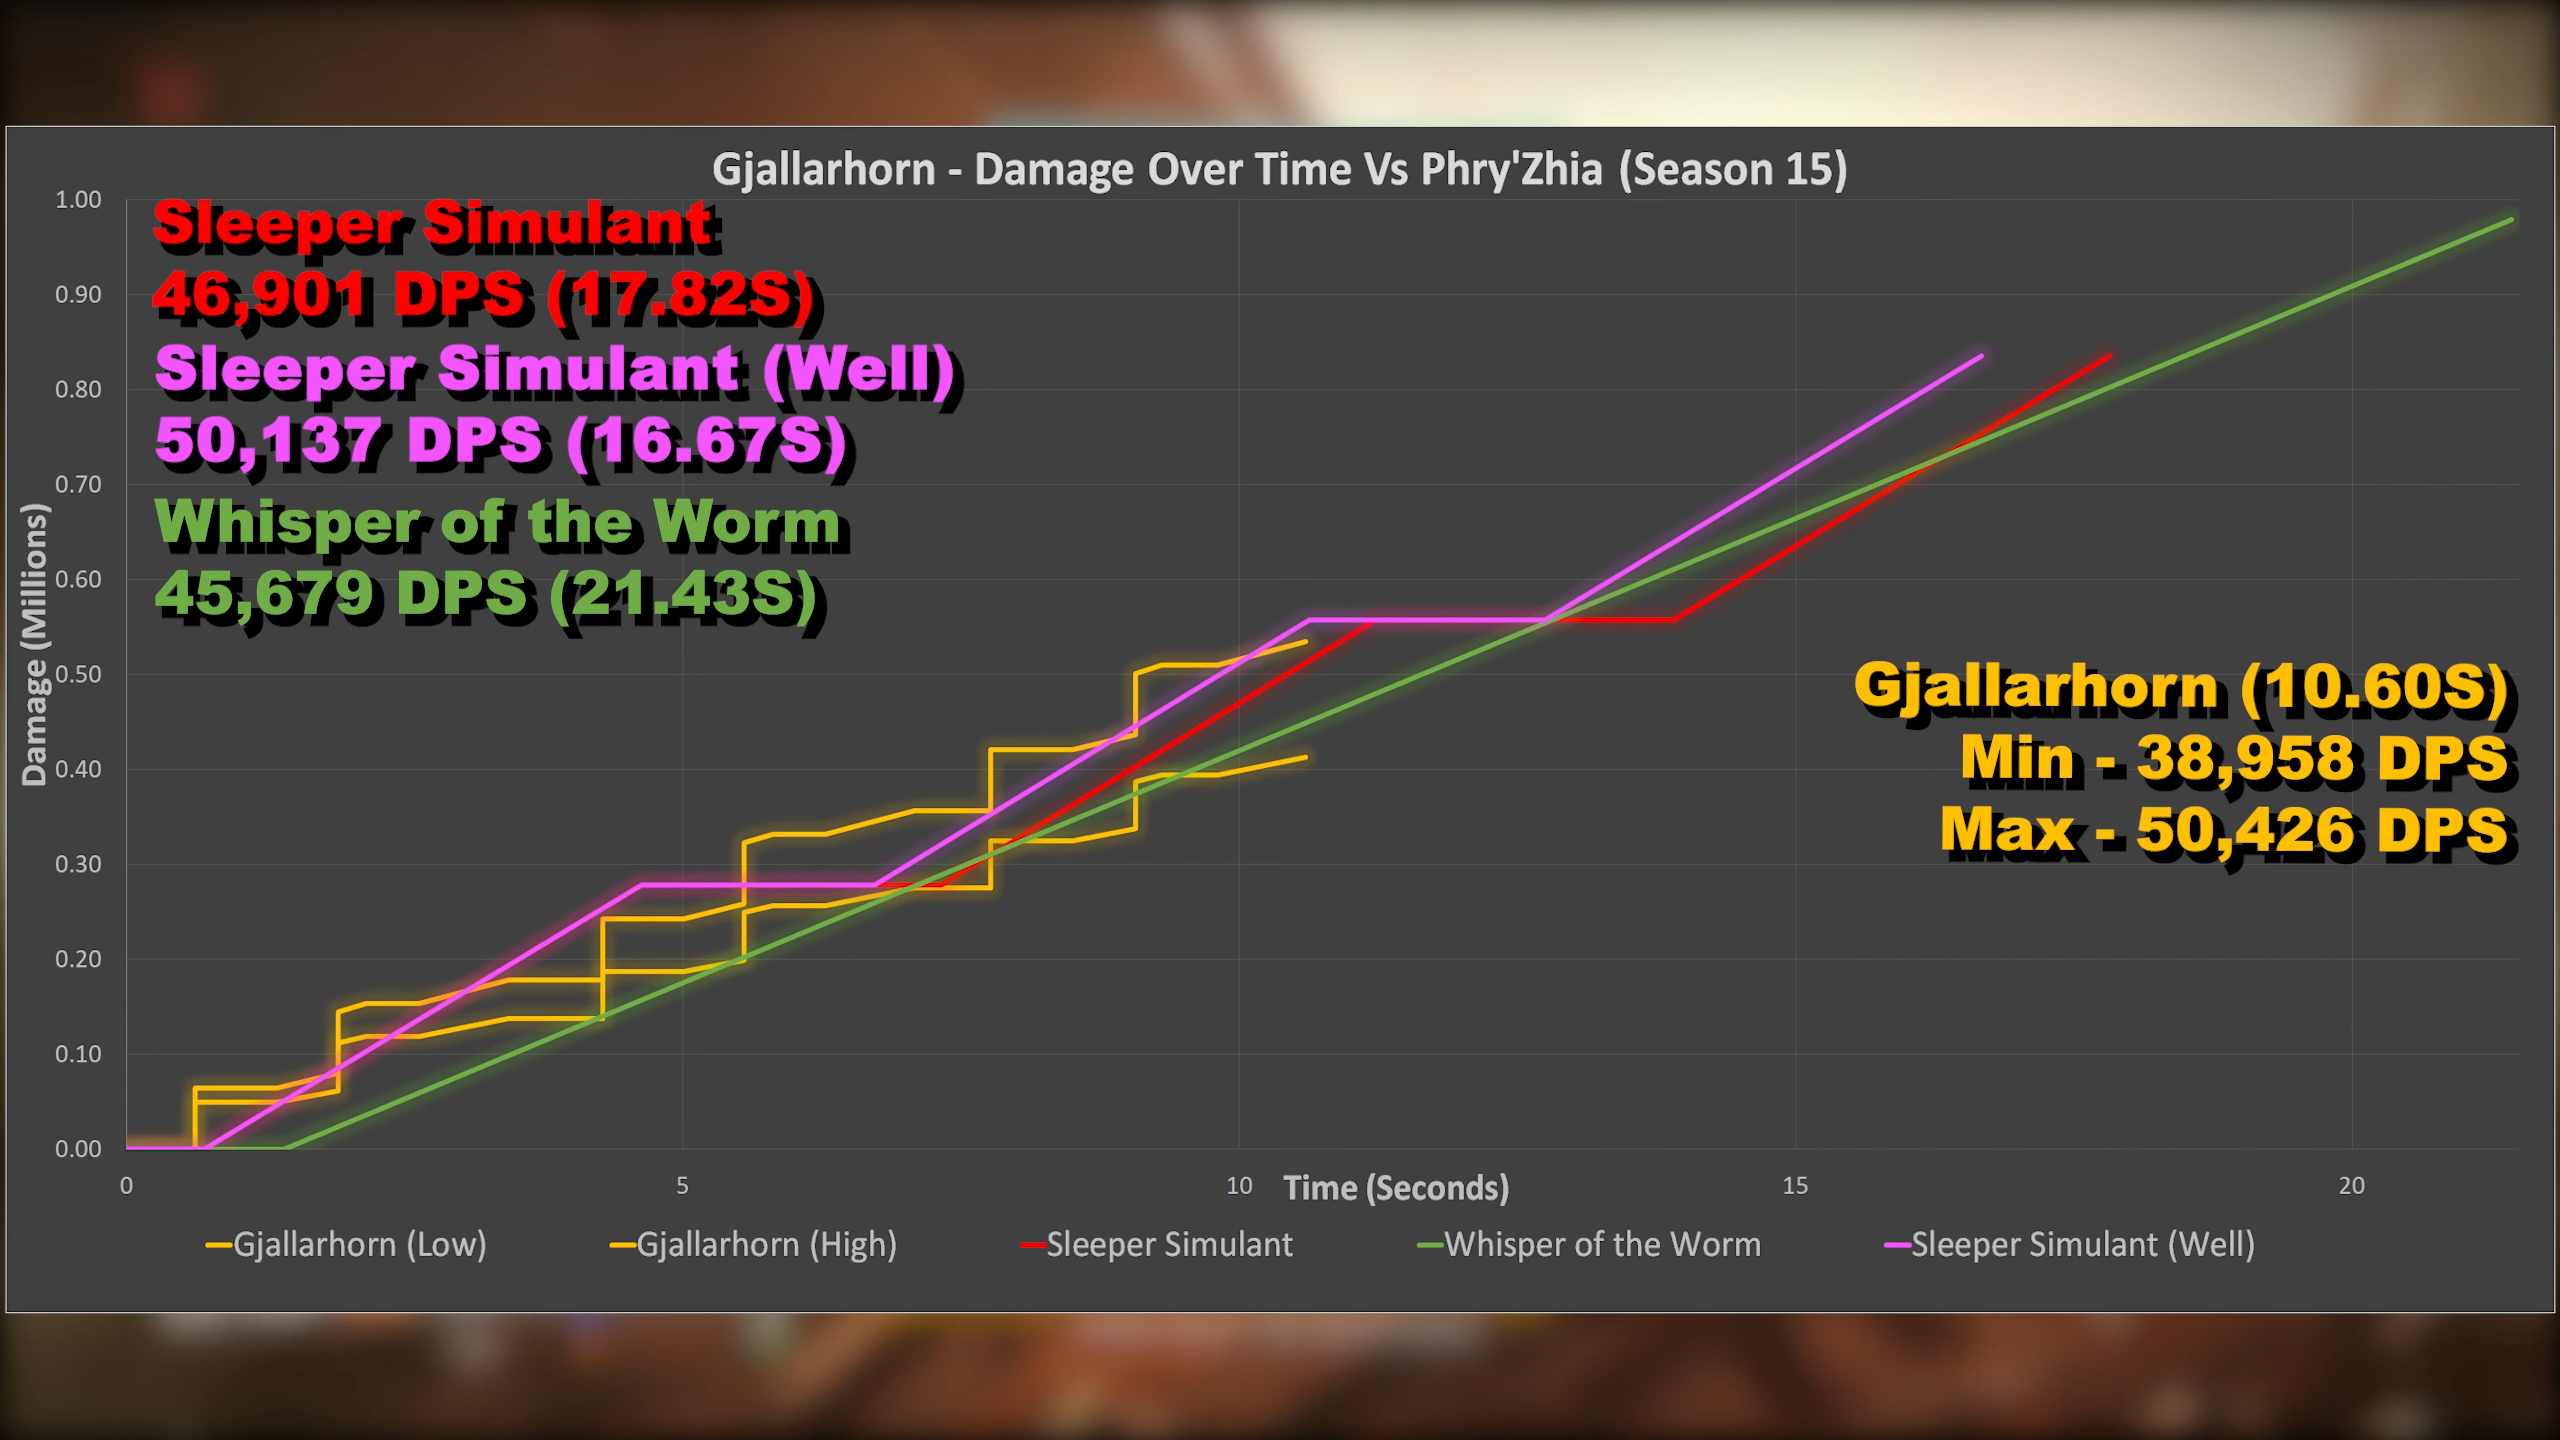 Gjallarhorn - Damage Over Time Vs Phry'Zhia (Season 15)
Sleeper Simulant
46,901 DPS (17.82S)
Sleeper Simulant (Well)
50,137 DPS (16.67S)
Whisper of the Worm
45,679 DPS (21.43S)
Gjallarhorn (10.60S)
Min - 38,958 DPS
Max - 50,426 DPS
Damage (Millions)
1.00
0.90
0.80
0.70
0.60
0.50
0.40
0.30
0.20
0.10
0.00
0 5 10 15 20
Time (Seconds)
Gjallarhorn (Low) Gjallarhorn (High) Sleeper Simulant Whisper of the Worm Sleeper Simulant (Well)